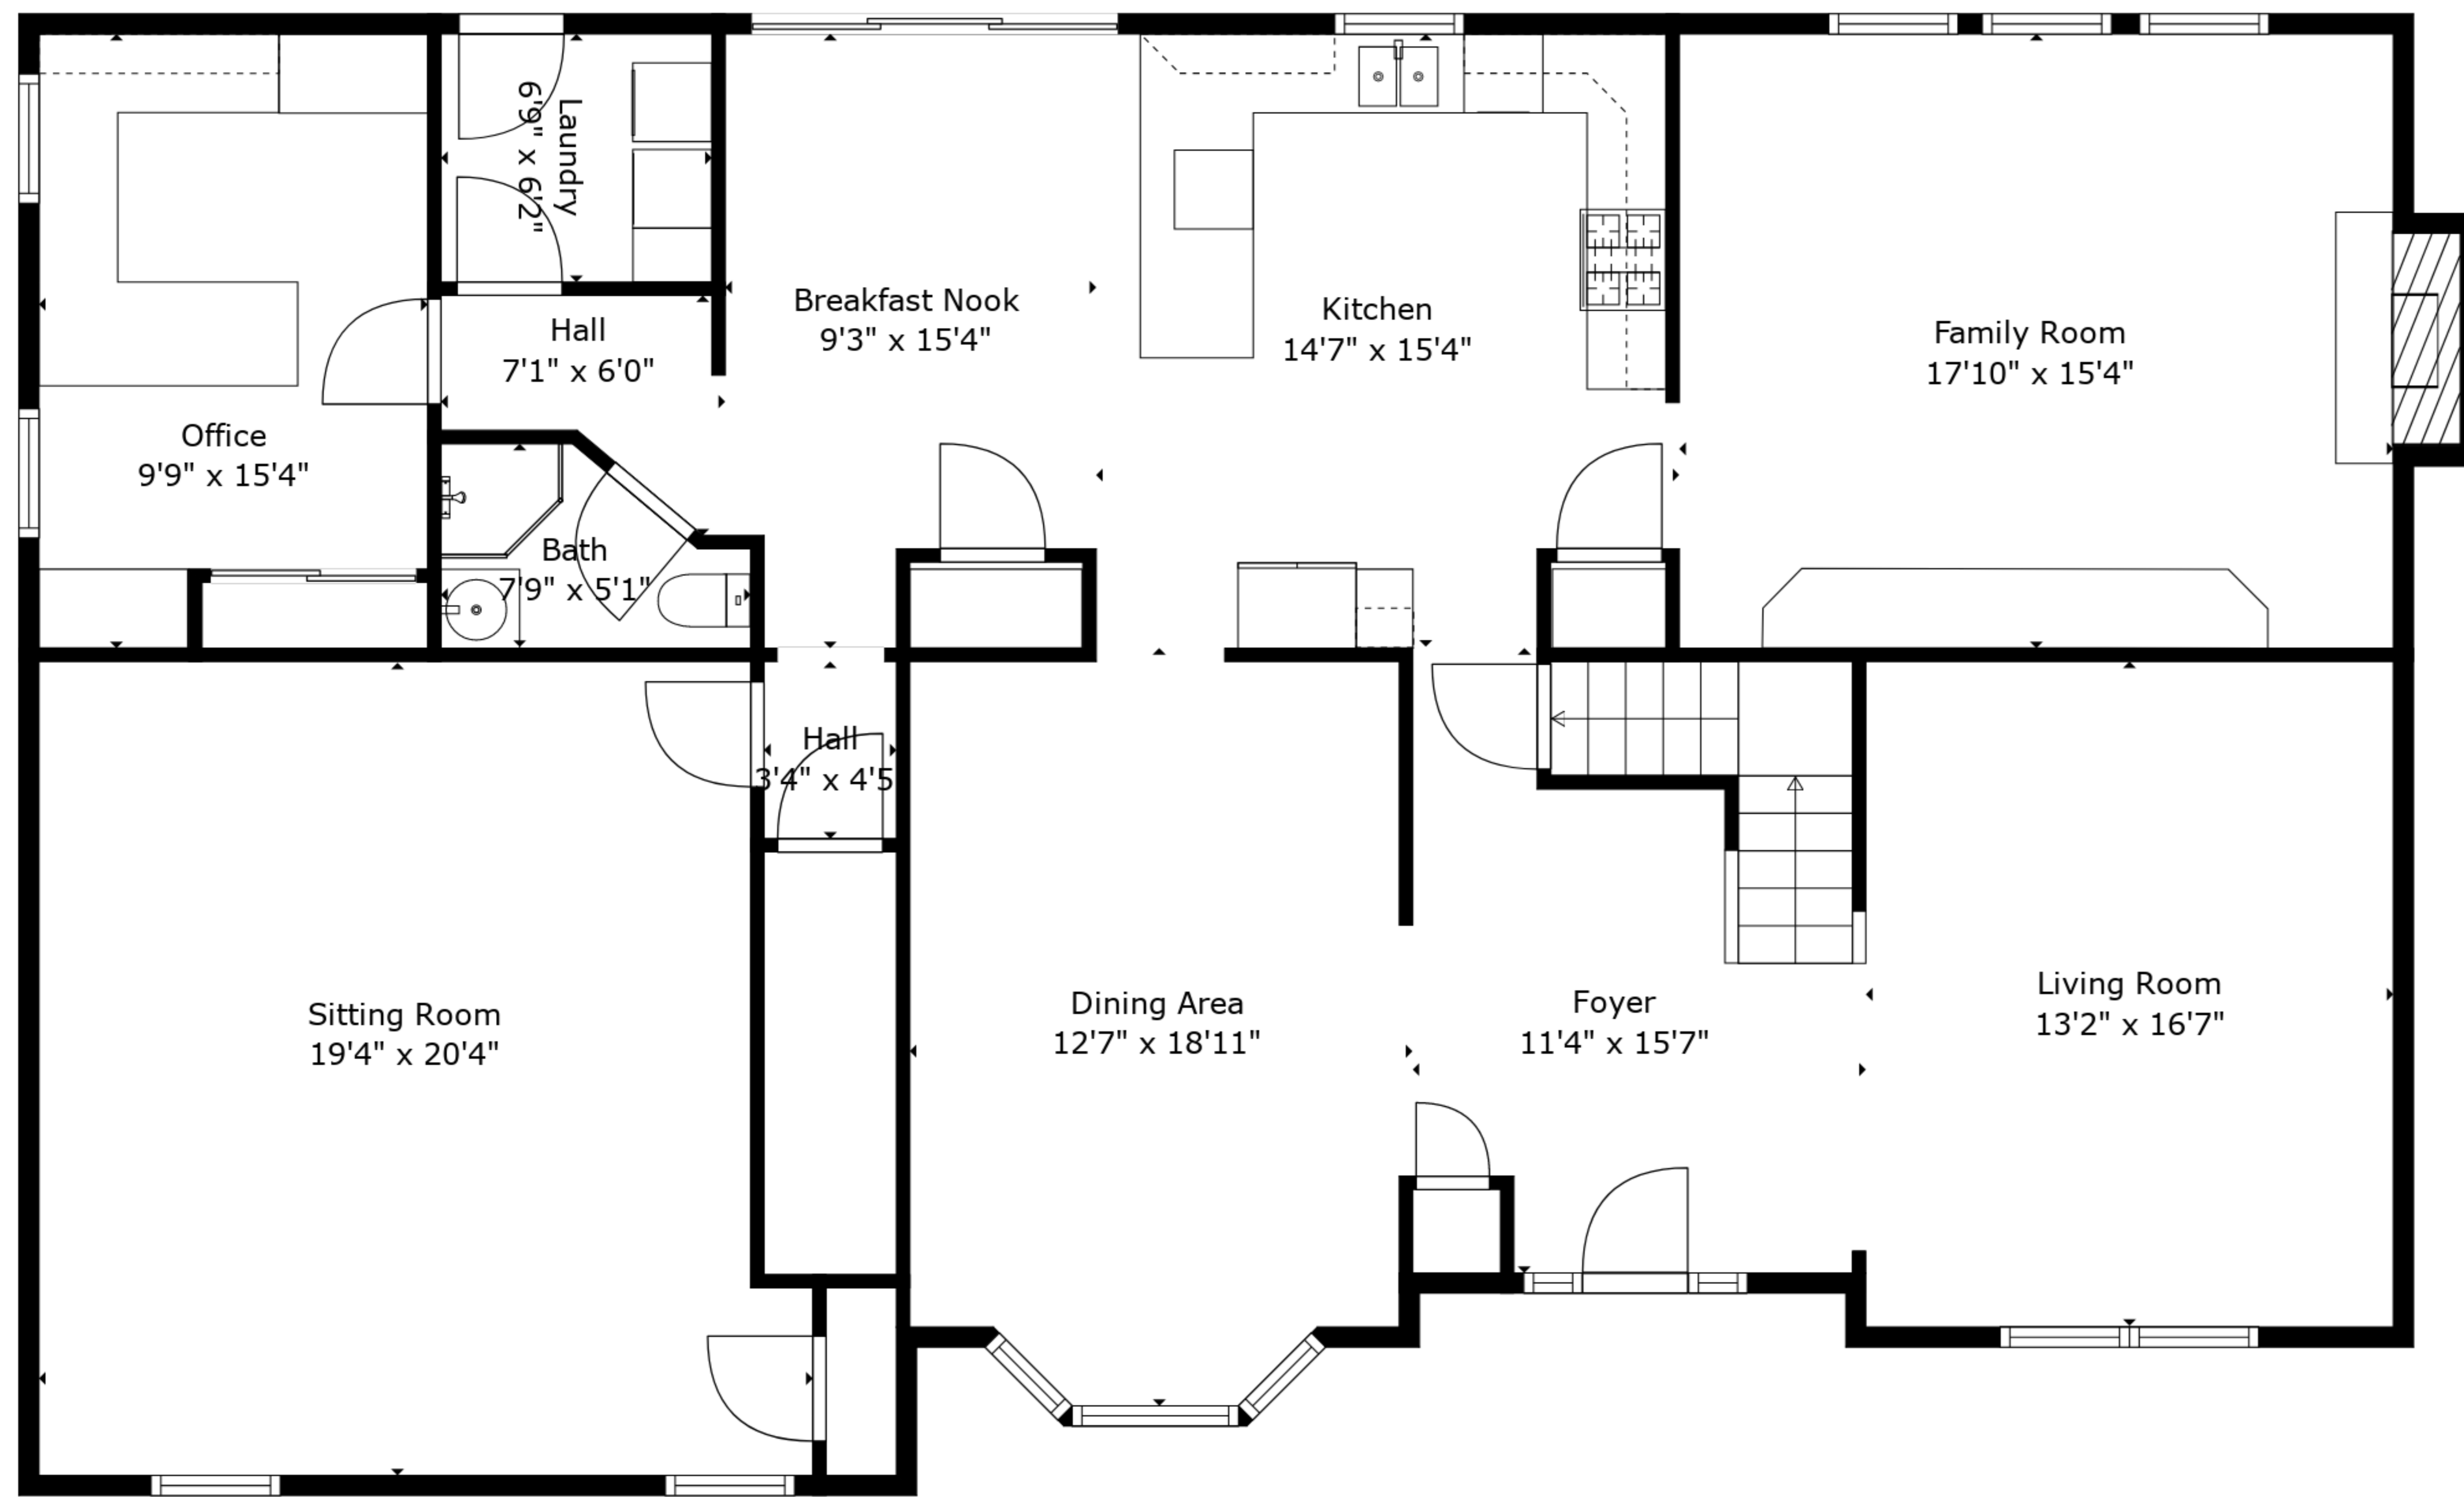 Laundry
6'9" x 6'2"
Breakfast Nook
9'3" x 15'4"
Kitchen
14'7" x 15'4"
Hall
7'1" x 6'0"
Family Room
17'10" x 15'4"
Office
9'9" x 15'4"
Bath
7'9" x 5'1"
Hall
3'4" x 4'5
Sitting Room
19'4" x 20'4"
Dining Area
12'7" x 18'11"
Foyer
11'4" x 15'7"
Living Room
13'2" x 16'7"